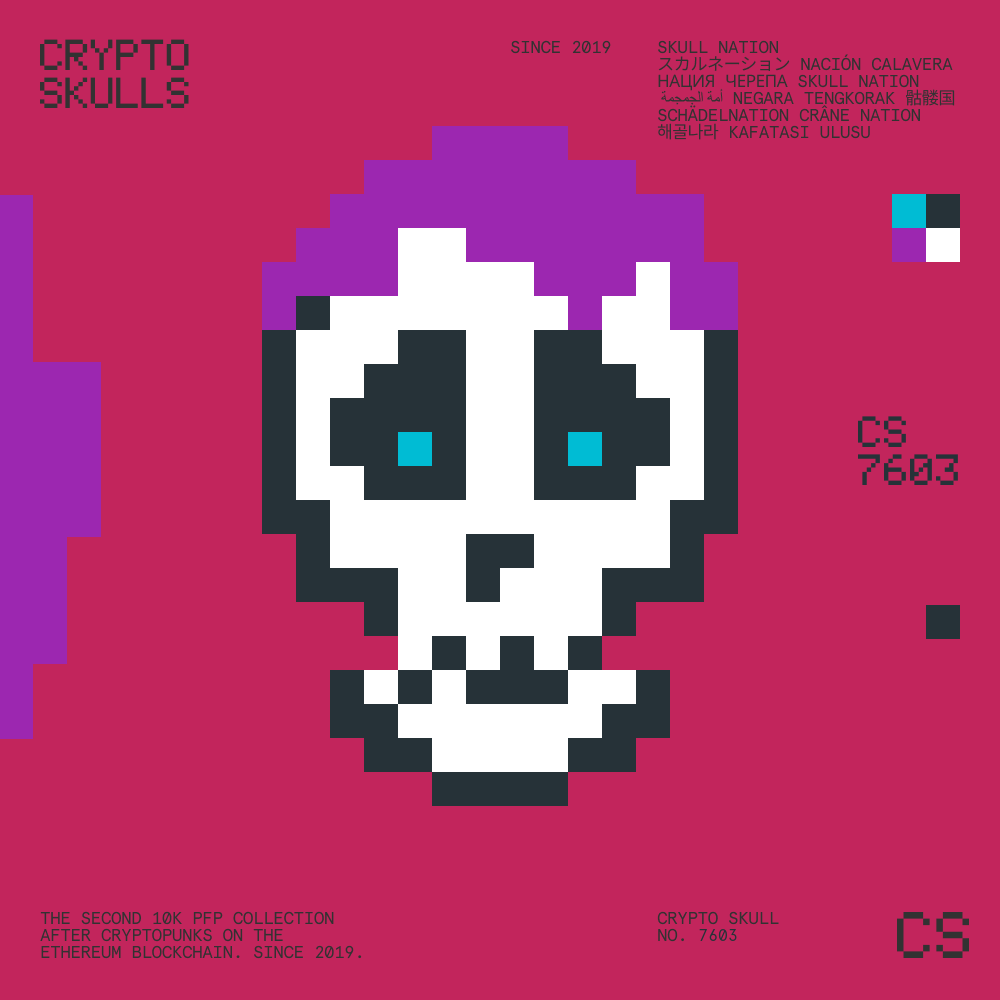 CRYPTO
SKULLS
SINCE 2019
SKULL NATION
スカルネーション NACIÓN CALAVERA
НАЦИЯ ЧЕРЕПА SKULL NATION
أمة الجمجمة NEGARA TENGKORAK 骷髅国
SCHÄDELNATION CRÂNE NATION
해골나라 KAFATASI ULUSU
CS
7603
THE SECOND 10K PFP COLLECTION
AFTER CRYPTOPUNKS ON THE
ETHEREUM BLOCKCHAIN. SINCE 2019.
CRYPTO SKULL
NO. 7603
CS